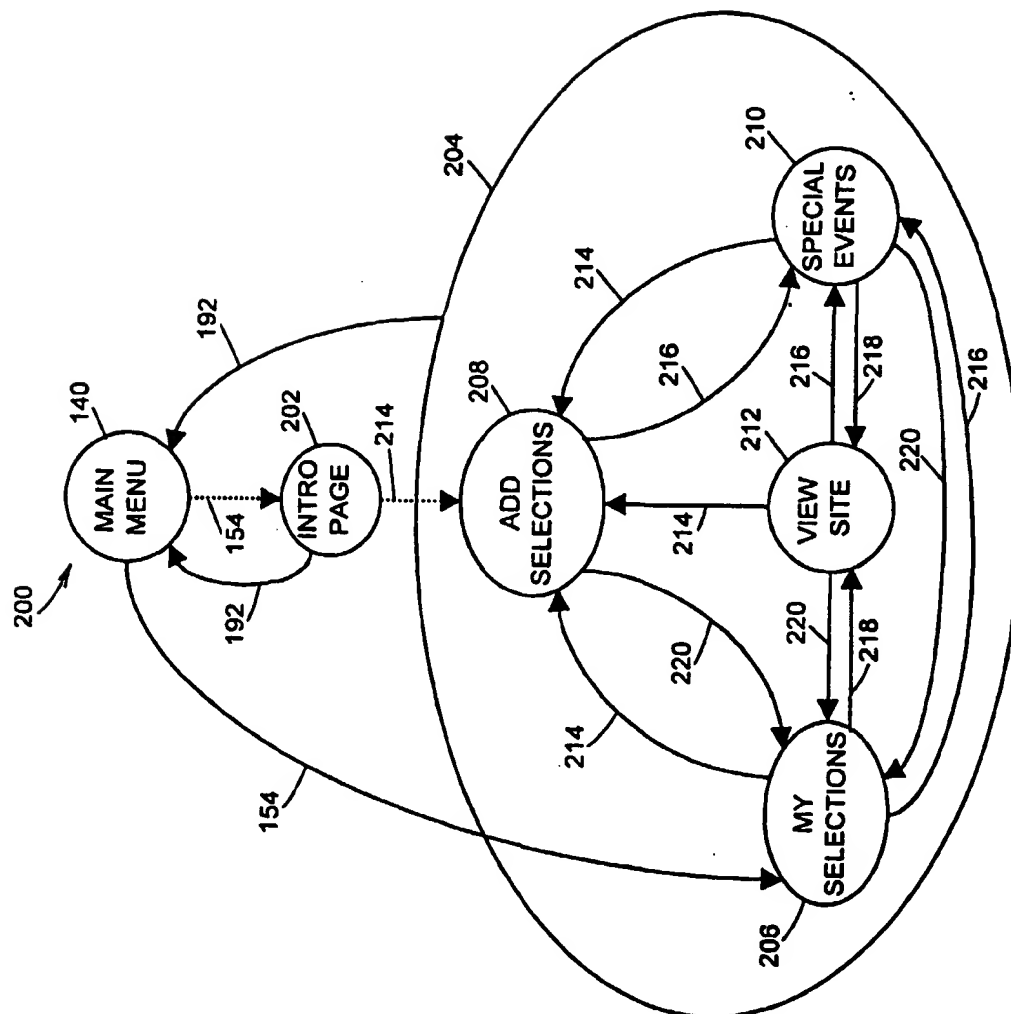 200
140
MAIN
MENU
192
154
192
154
202
INTRO
PAGE
214
204
208
ADD
SELECTIONS
214
214
216
220
214
206
212
210
MY
SELECTIONS
VIEW
SITE
SPECIAL
EVENTS
220
216
218
218
220
216